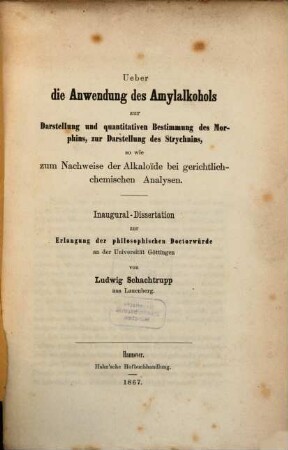 Ueber
die Anwendung des Amylalkohols
zur
Darstellung und quantitativen Bestimmung des Mor-
phins, zur Darstellung des Strychnins,
so wie
zum Nachweise der Alkaloïde bei gerichtlich-
chemischen Analysen.
Inaugural-Dissertation
zur
Erlangung der philosophischen Doctorwürde
an der Universität Göttingen
von
Ludwig Schachtrupp
aus Lauenberg.
Hannover.
Hahn'sche Hofbuchhandlung.
1867.